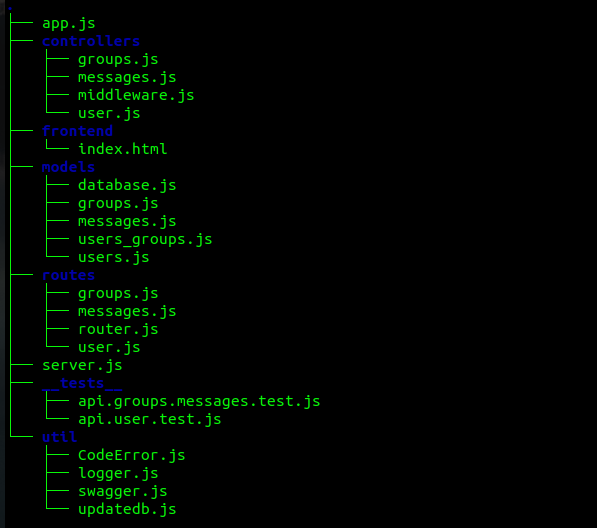 .
├── app.js
├── controllers
│   ├── groups.js
│   ├── messages.js
│   ├── middleware.js
│   └── user.js
├── frontend
│   └── index.html
├── models
│   ├── database.js
│   ├── groups.js
│   ├── messages.js
│   ├── users_groups.js
│   └── users.js
├── routes
│   ├── groups.js
│   ├── messages.js
│   ├── router.js
│   └── user.js
├── server.js
├── __tests__
│   ├── api.groups.messages.test.js
│   └── api.user.test.js
└── util
    ├── CodeError.js
    ├── logger.js
    ├── swagger.js
    └── updatedb.js